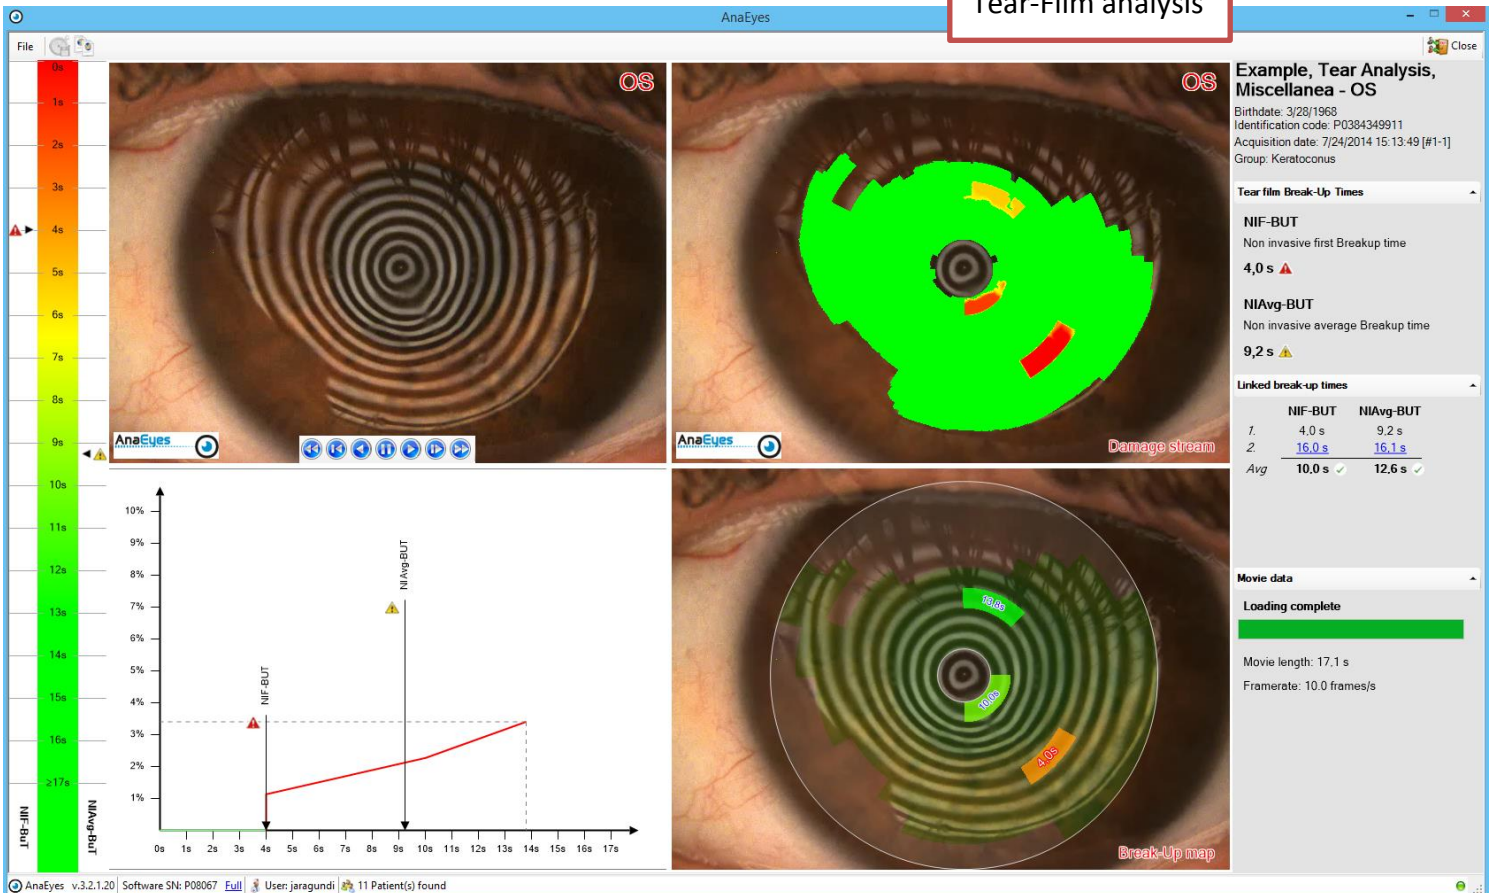 Tear-Film analysis
AnaEyes
File
Close
0s
1s
2s
3s
4s
5s
6s
7s
8s
9s
10s
11s
12s
13s
14s
15s
16s
≥17s
NIF-BuT
NIAvg-BuT
OS
AnaEyes
OS
AnaEyes
Damage stream
10%
9%
8%
7%
6%
5%
4%
3%
2%
1%
NIF-BUT
NIAvg-BUT
0s 1s 2s 3s 4s 5s 6s 7s 8s 9s 10s 11s 12s 13s 14s 15s 16s 17s
13,8s
10,0s
4,0s
Break-Up map
Example, Tear Analysis,
Miscellanea - OS
Birthdate: 3/28/1968
Identification code: P0384349911
Acquisition date: 7/24/2014 15:13:49 [#1-1]
Group: Keratoconus
Tear film Break-Up Times
NIF-BUT
Non invasive first Breakup time
4,0 s
NIAvg-BUT
Non invasive average Breakup time
9,2 s
Linked break-up times
NIF-BUT NIAvg-BUT
1. 4.0 s 9.2 s
2. 16,0 s 16,1 s
Avg 10,0 s 12,6 s
Movie data
Loading complete
Movie length: 17,1 s
Framerate: 10.0 frames/s
AnaEyes v.3.2.1.20 Software SN: P08067 Full User: jaragundi 11 Patient(s) found